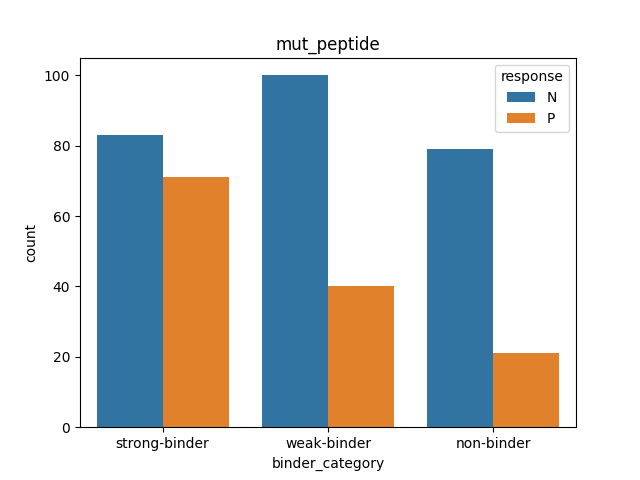 mut_peptide
response
N
P
100
80
60
40
20
0
count
strong-binder
weak-binder
non-binder
binder_category